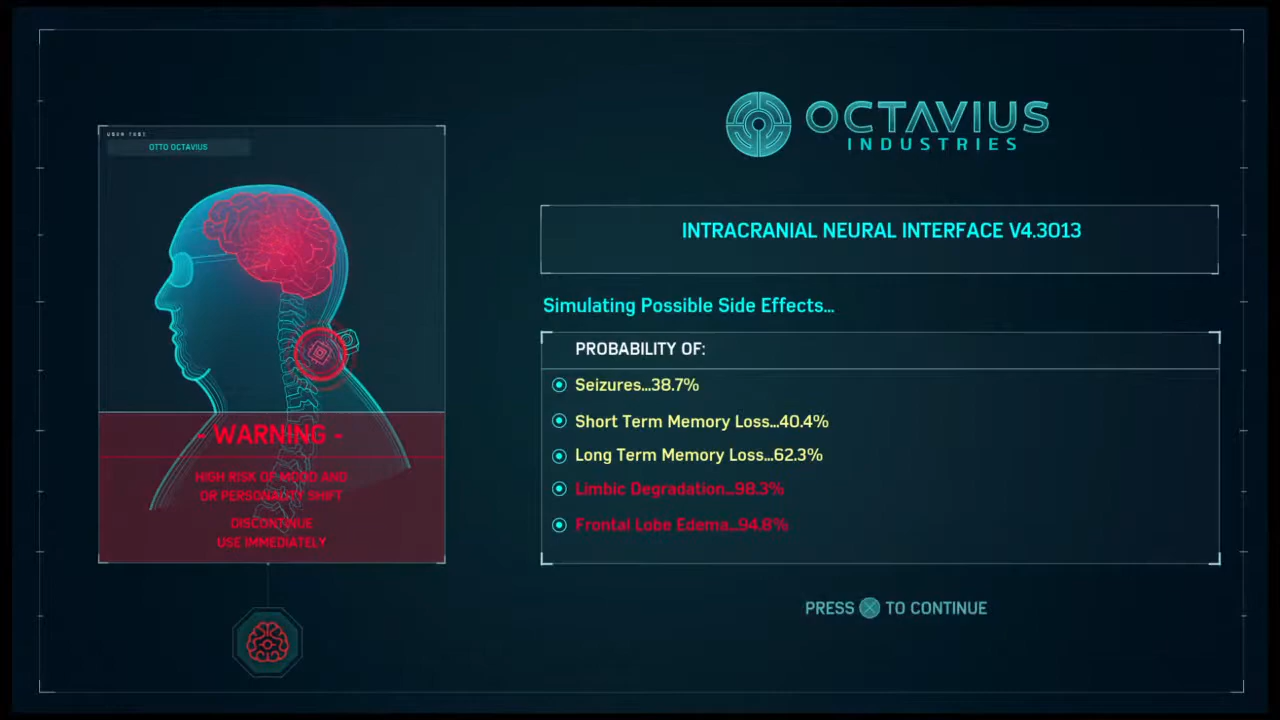 OTTO OCTAVIUS
OCTAVIUS
INDUSTRIES
INTRACRANIAL NEURAL INTERFACE V4.3013
Simulating Possible Side Effects...
PROBABILITY OF:
Seizures...38.7%
Short Term Memory Loss...40.4%
Long Term Memory Loss...62.3%
Limbic Degradation...98.3%
Frontal Lobe Edema...94.8%
- WARNING -
HIGH RISK OF MOOD AND
OR PERSONALITY SHIFT
DISCONTINUE
USE IMMEDIATELY
PRESS TO CONTINUE